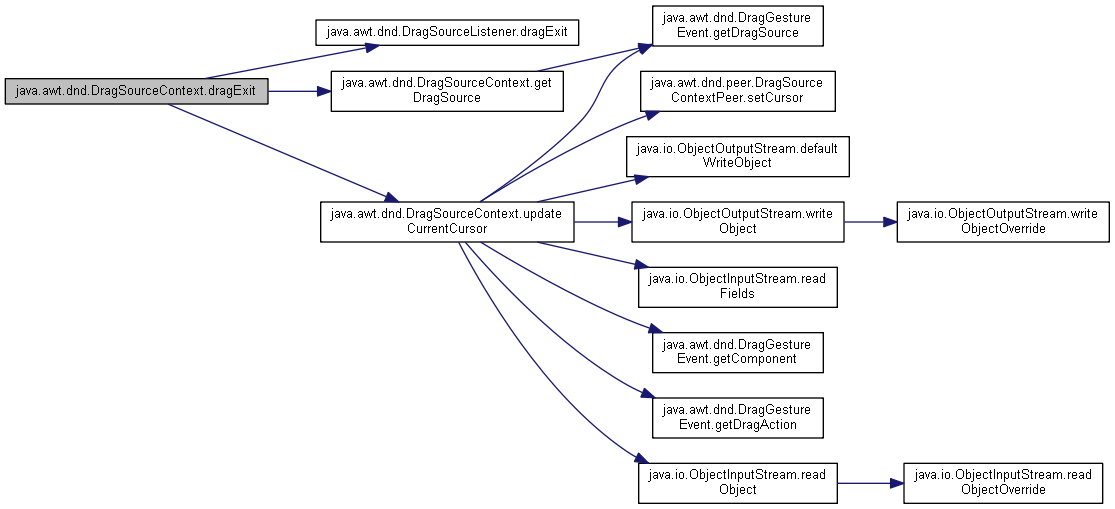 java.awt.dnd.DragSourceContext.dragExit
java.awt.dnd.DragSourceListener.dragExit
java.awt.dnd.DragSourceContext.get
DragSource
java.awt.dnd.DragSourceContext.update
CurrentCursor
java.awt.dnd.DragGesture
Event.getDragSource
java.awt.dnd.peer.DragSource
ContextPeer.setCursor
java.io.ObjectOutputStream.default
WriteObject
java.io.ObjectOutputStream.write
Object
java.io.ObjectOutputStream.write
ObjectOverride
java.io.ObjectInputStream.read
Fields
java.awt.dnd.DragGesture
Event.getComponent
java.awt.dnd.DragGesture
Event.getDragAction
java.io.ObjectInputStream.read
Object
java.io.ObjectInputStream.read
ObjectOverride